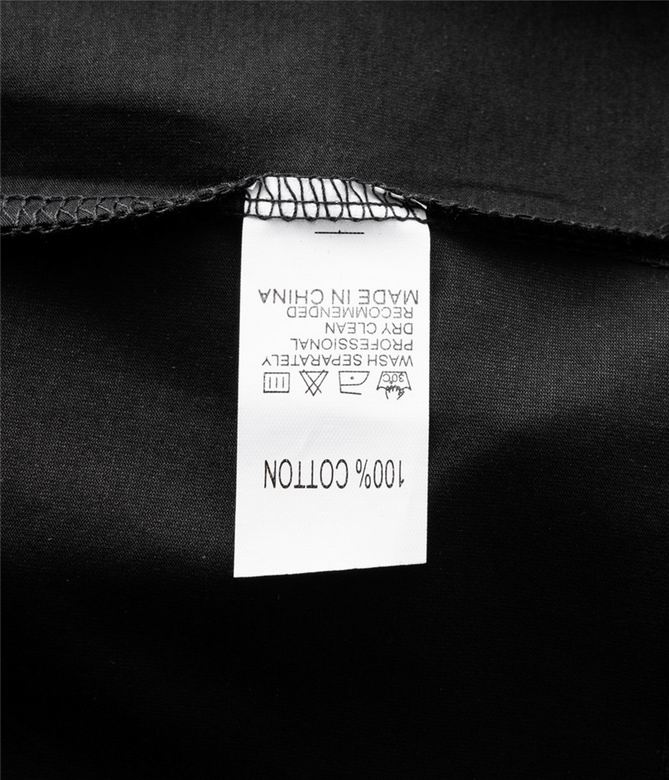 100% COTTON
30°C
WASH SEPARATELY
PROFESSIONAL
DRY CLEAN
RECOMMENDED
MADE IN CHINA